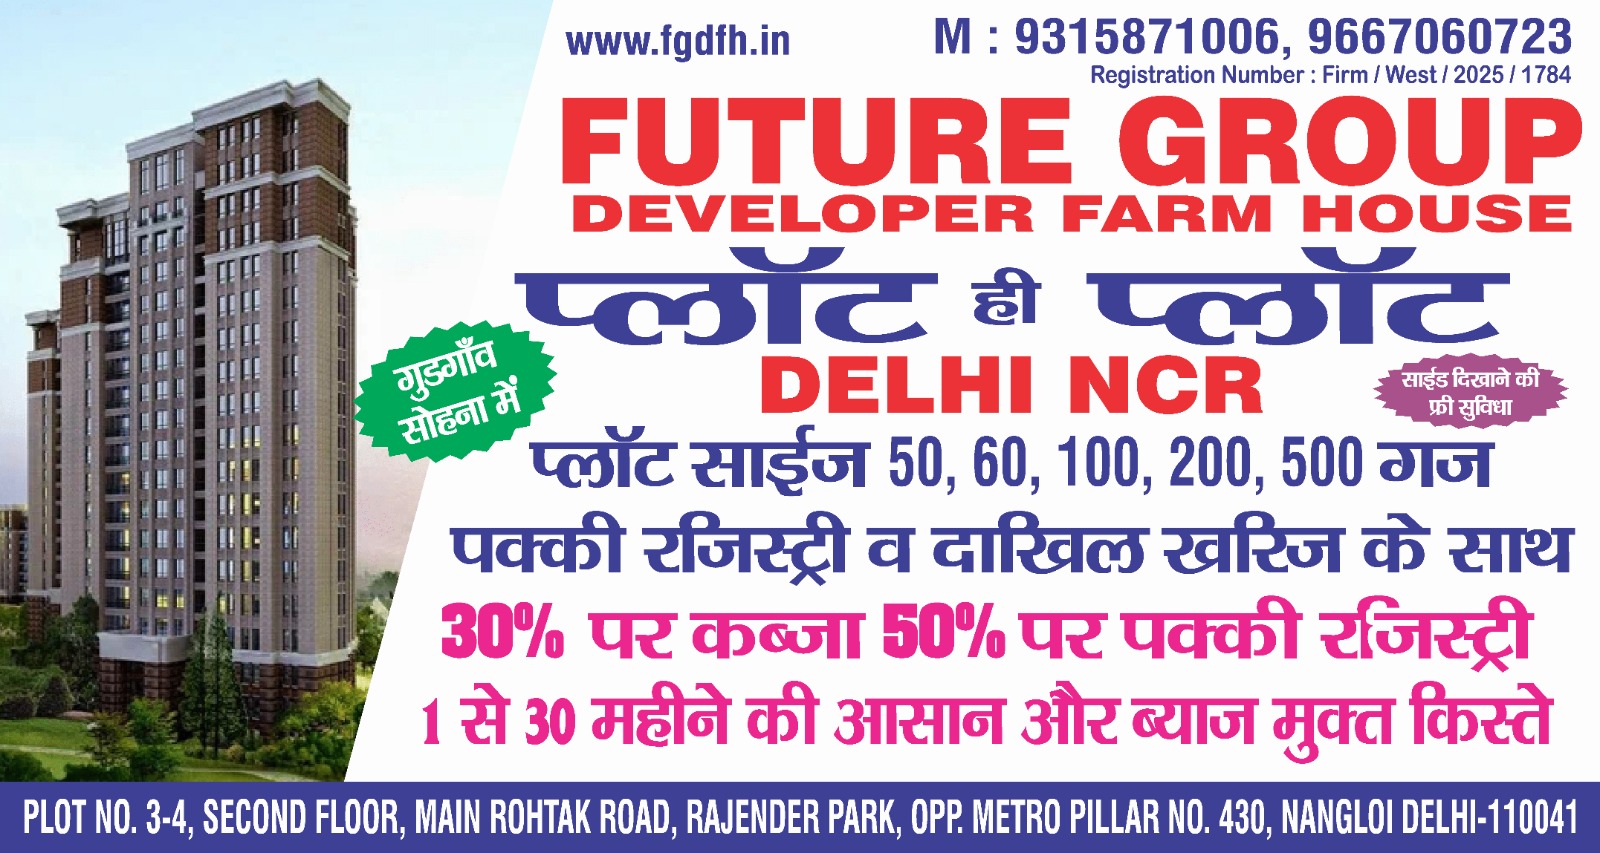 www.fgdfh.in
M : 9315871006, 9667060723
Registration Number : Firm / West / 2025 / 1784
FUTURE GROUP
DEVELOPER FARM HOUSE
प्लॉट ही प्लॉट
DELHI NCR
गुडगाँव
सोहना में
साईड दिखाने की
फ्री सुविधा
प्लॉट साईज 50, 60, 100, 200, 500 गज
पक्की रजिस्ट्री व दाखिल खरिज के साथ
30% पर कब्जा 50% पर पक्की रजिस्ट्री
1 से 30 महीने की आसान और ब्याज मुक्त किस्ते
PLOT NO. 3-4, SECOND FLOOR, MAIN ROHTAK ROAD, RAJENDER PARK, OPP. METRO PILLAR NO. 430, NANGLOI DELHI-110041